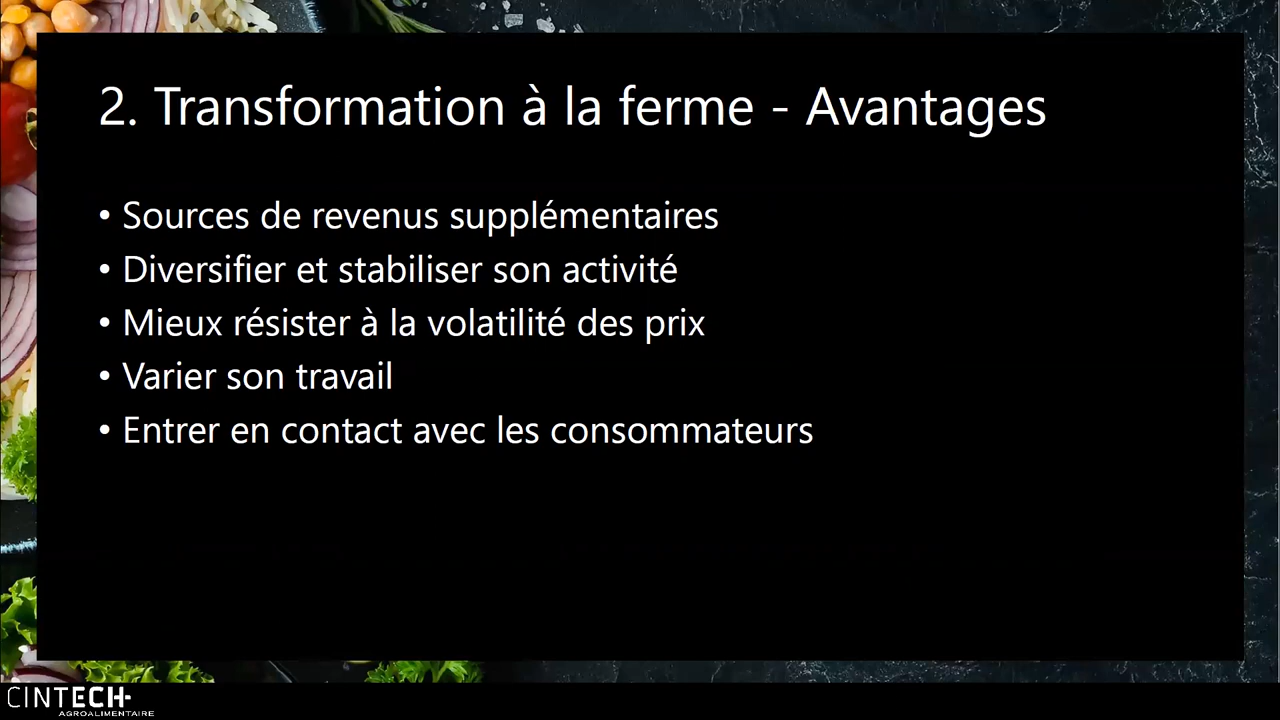 2. Transformation à la ferme - Avantages
• Sources de revenus supplémentaires
• Diversifier et stabiliser son activité
• Mieux résister à la volatilité des prix
• Varier son travail
• Entrer en contact avec les consommateurs
CINTECH
AGROALIMENTAIRE